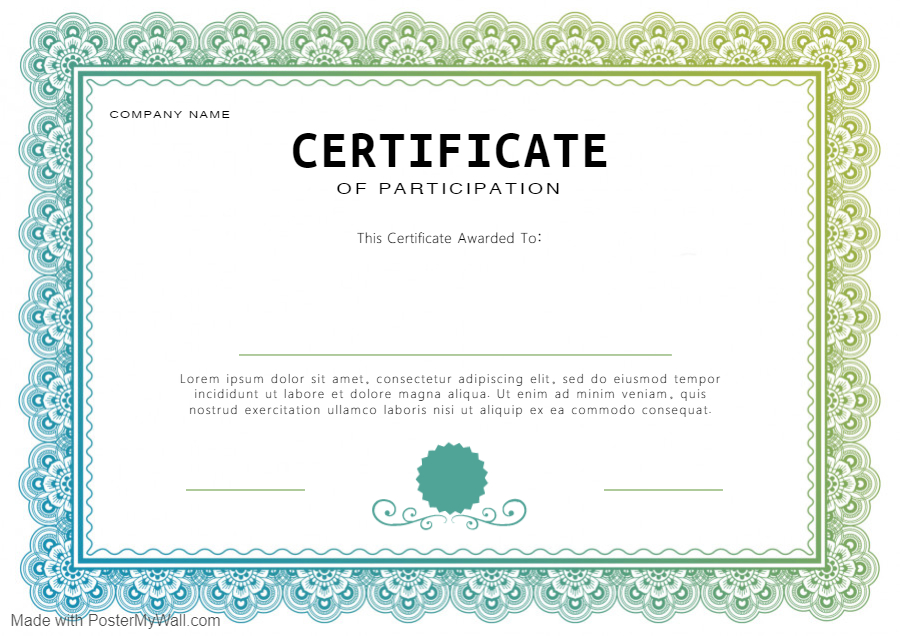 COMPANY NAME
CERTIFICATE
OF PARTICIPATION
This Certificate Awarded To:
Lorem ipsum dolor sit amet, consectetur adipiscing elit, sed do eiusmod tempor
incididunt ut labore et dolore magna aliqua. Ut enim ad minim veniam, quis
nostrud exercitation ullamco laboris nisi ut aliquip ex ea commodo consequat.
Made with PosterMyWall.com